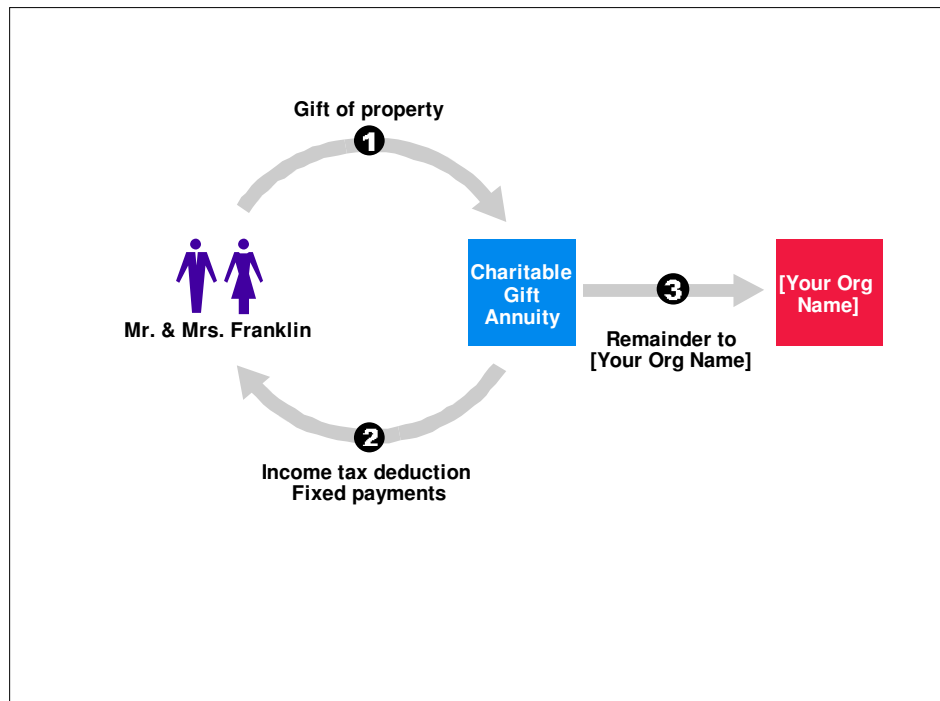 Gift of property
1
Mr. & Mrs. Franklin
Charitable
Gift
Annuity
3
Remainder to
[Your Org Name]
[Your Org
Name]
2
Income tax deduction
Fixed payments